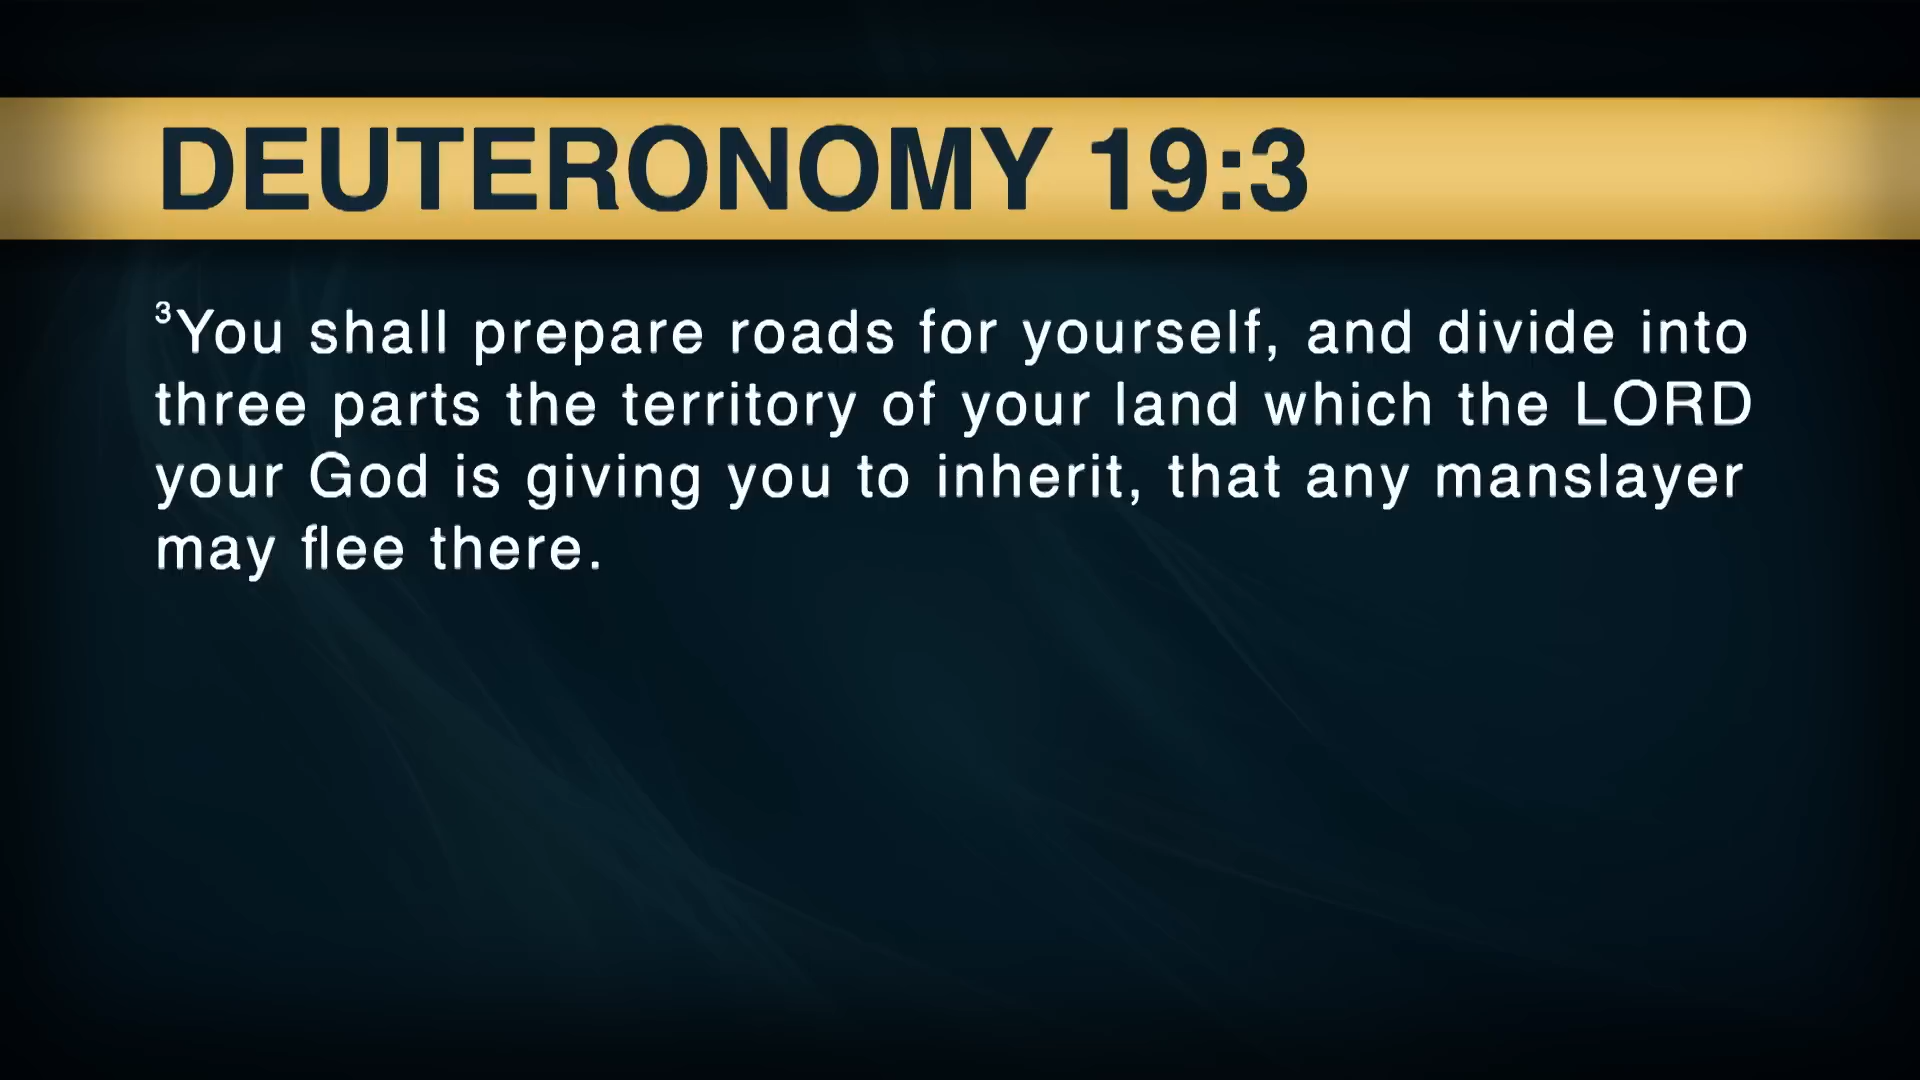 DEUTERONOMY 19:3
³You shall prepare roads for yourself, and divide into
three parts the territory of your land which the LORD
your God is giving you to inherit, that any manslayer
may flee there.